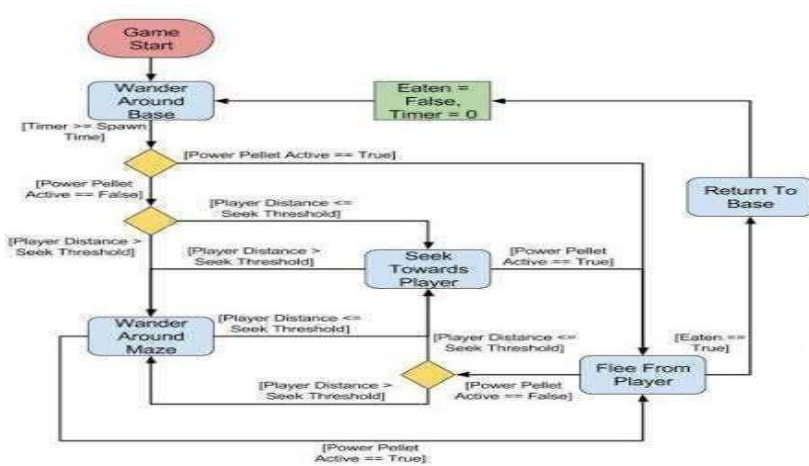 Game
Start
Wander
Around
Base
Eaten =
False,
Timer = 0
[Timer >= Spawn
Time]
[Power Pellet Active == True]
[Power Pellet
Active == False]
Return To
Base
[Player Distance <=
Seek Threshold]
[Player Distance >
Seek Threshold]
[Player Distance >
Seek Threshold]
Seek
Towards
Player
[Power Pellet
Active == True]
Wander
Around
Maze
[Player Distance <=
Seek Threshold]
[Player Distance <=
Seek Threshold]
[Eaten ==
True]
Flee From
Player
[Player Distance >
Seek Threshold]
[Power Pellet
Active == False]
[Power Pellet
Active == True]